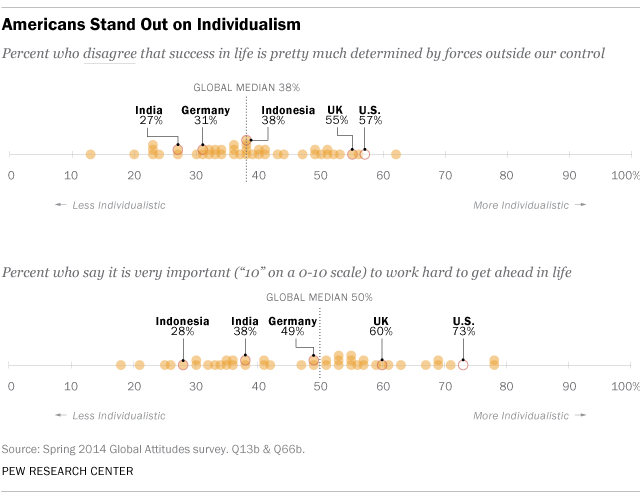 Americans Stand Out on Individualism
Percent who disagree that success in life is pretty much determined by forces outside our control
GLOBAL MEDIAN 38%
India
27%
Germany
31%
Indonesia
38%
UK
55%
U.S.
57%
0 10 20 30 40 50 60 70 80 90 100%
Less Individualistic
More Individualistic
Percent who say it is very important (“10” on a 0-10 scale) to work hard to get ahead in life
GLOBAL MEDIAN 50%
Indonesia
28%
India
38%
Germany
49%
UK
60%
U.S.
73%
0 10 20 30 40 50 60 70 80 90 100%
Less Individualistic
More Individualistic
Source: Spring 2014 Global Attitudes survey. Q13b & Q66b.
PEW RESEARCH CENTER